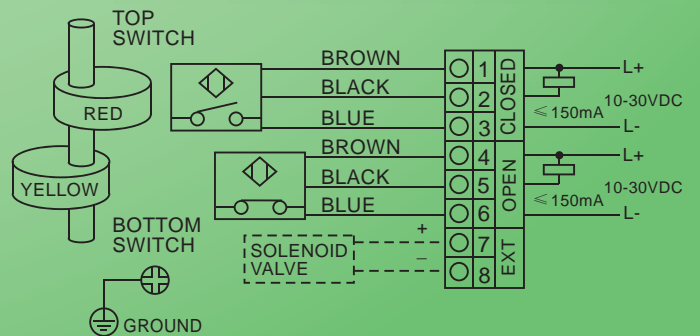 TOP
SWITCH
RED
YELLOW
BOTTOM
SWITCH
GROUND
BROWN
BLACK
BLUE
BROWN
BLACK
BLUE
SOLENOID
VALVE
+
–
1
2
3
4
5
6
7
8
CLOSED
OPEN
EXT
L+
10-30VDC
≤150mA
L-
L+
10-30VDC
≤150mA
L-